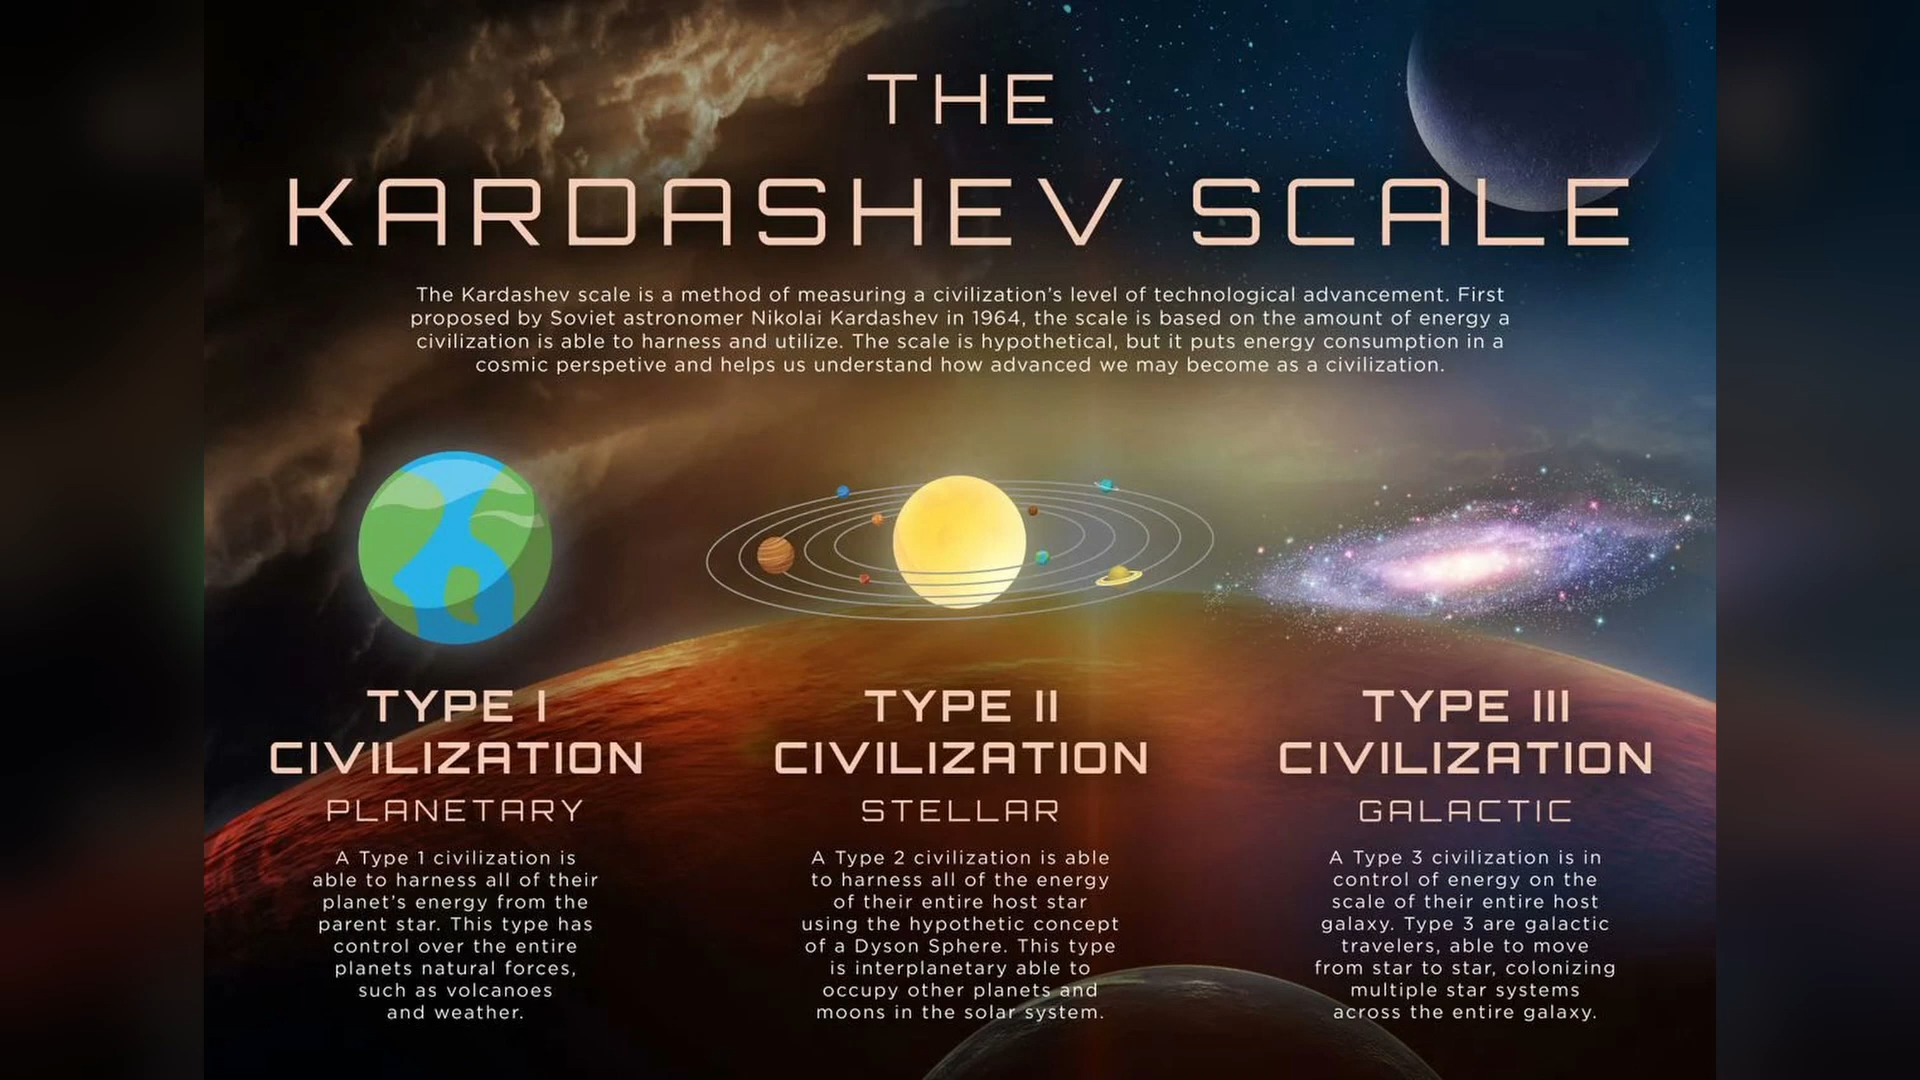 THE
KARDASHEV SCALE
The Kardashev scale is a method of measuring a civilization's level of technological advancement. First
proposed by Soviet astronomer Nikolai Kardashev in 1964, the scale is based on the amount of energy a
civilization is able to harness and utilize. The scale is hypothetical, but it puts energy consumption in a
cosmic perspetive and helps us understand how advanced we may become as a civilization.
TYPE I
CIVILIZATION
PLANETARY
A Type 1 civilization is
able to harness all of their
planet's energy from the
parent star. This type has
control over the entire
planets natural forces,
such as volcanoes
and weather.
TYPE II
CIVILIZATION
STELLAR
A Type 2 civilization is able
to harness all of the energy
of their entire host star
using the hypothetic concept
of a Dyson Sphere. This type
is interplanetary able to
occupy other planets and
moons in the solar system.
TYPE III
CIVILIZATION
GALACTIC
A Type 3 civilization is in
control of energy on the
scale of their entire host
galaxy. Type 3 are galactic
travelers, able to move
from star to star, colonizing
multiple star systems
across the entire galaxy.